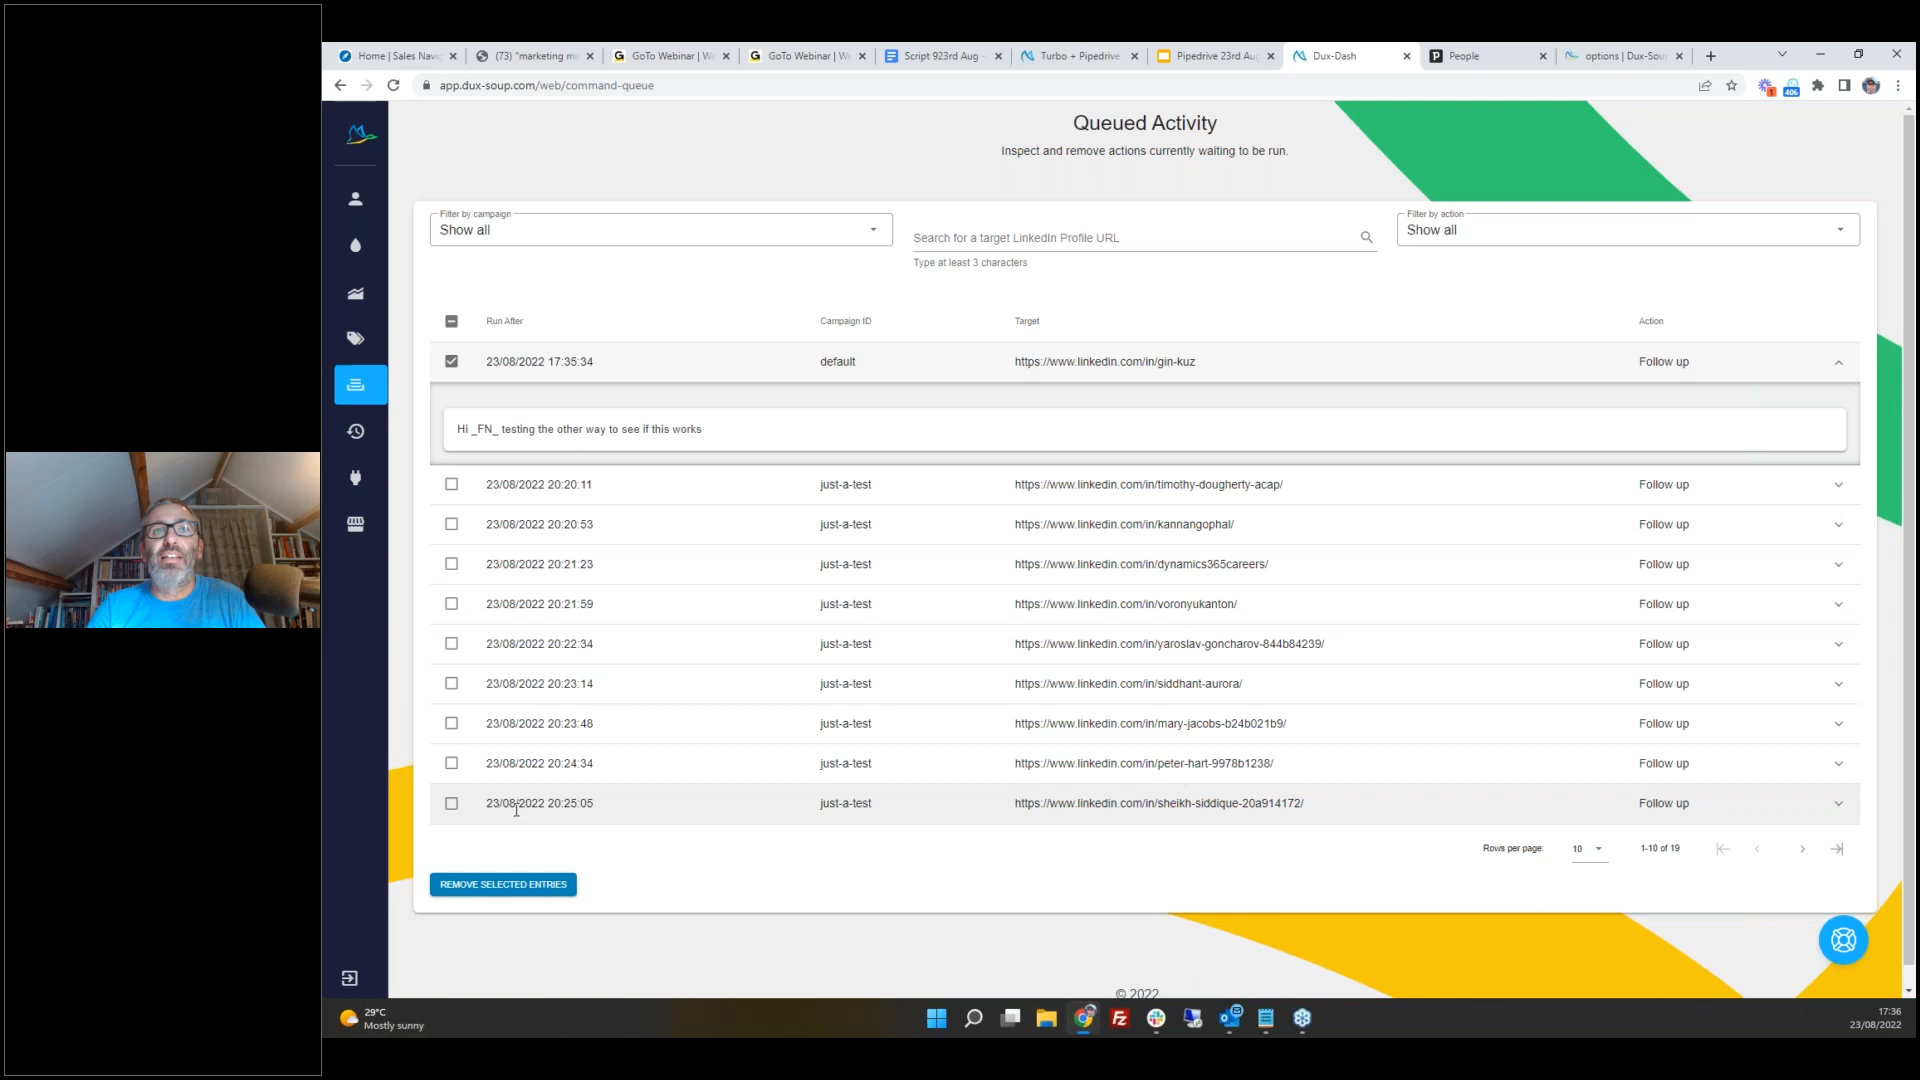 Home | Sales Navig
(73) "marketing ma
GoTo Webinar | We
GoTo Webinar | We
Script 923rd Aug -
Turbo + Pipedrive
Pipedrive 23rd Aug
Dux-Dash
People
options | Dux-Soup
app.dux-soup.com/web/command-queue
1
406
Queued Activity
Inspect and remove actions currently waiting to be run.
Filter by campaign
Show all
Search for a target LinkedIn Profile URL
Type at least 3 characters
Filter by action
Show all
Run After Campaign ID Target Action
23/08/2022 17:35:34 default https://www.linkedin.com/in/gin-kuz Follow up
Hi _FN_ testing the other way to see if this works
23/08/2022 20:20:11 just-a-test https://www.linkedin.com/in/timothy-dougherty-acap/ Follow up
23/08/2022 20:20:53 just-a-test https://www.linkedin.com/in/kannangophal/ Follow up
23/08/2022 20:21:23 just-a-test https://www.linkedin.com/in/dynamics365careers/ Follow up
23/08/2022 20:21:59 just-a-test https://www.linkedin.com/in/voronyukanton/ Follow up
23/08/2022 20:22:34 just-a-test https://www.linkedin.com/in/yaroslav-goncharov-844b84239/ Follow up
23/08/2022 20:23:14 just-a-test https://www.linkedin.com/in/siddhant-aurora/ Follow up
23/08/2022 20:23:48 just-a-test https://www.linkedin.com/in/mary-jacobs-b24b021b9/ Follow up
23/08/2022 20:24:34 just-a-test https://www.linkedin.com/in/peter-hart-9978b1238/ Follow up
23/08/2022 20:25:05 just-a-test https://www.linkedin.com/in/sheikh-siddique-20a914172/ Follow up
Rows per page: 10 1-10 of 19
REMOVE SELECTED ENTRIES
© 2022
29°C
Mostly sunny
17:36
23/08/2022